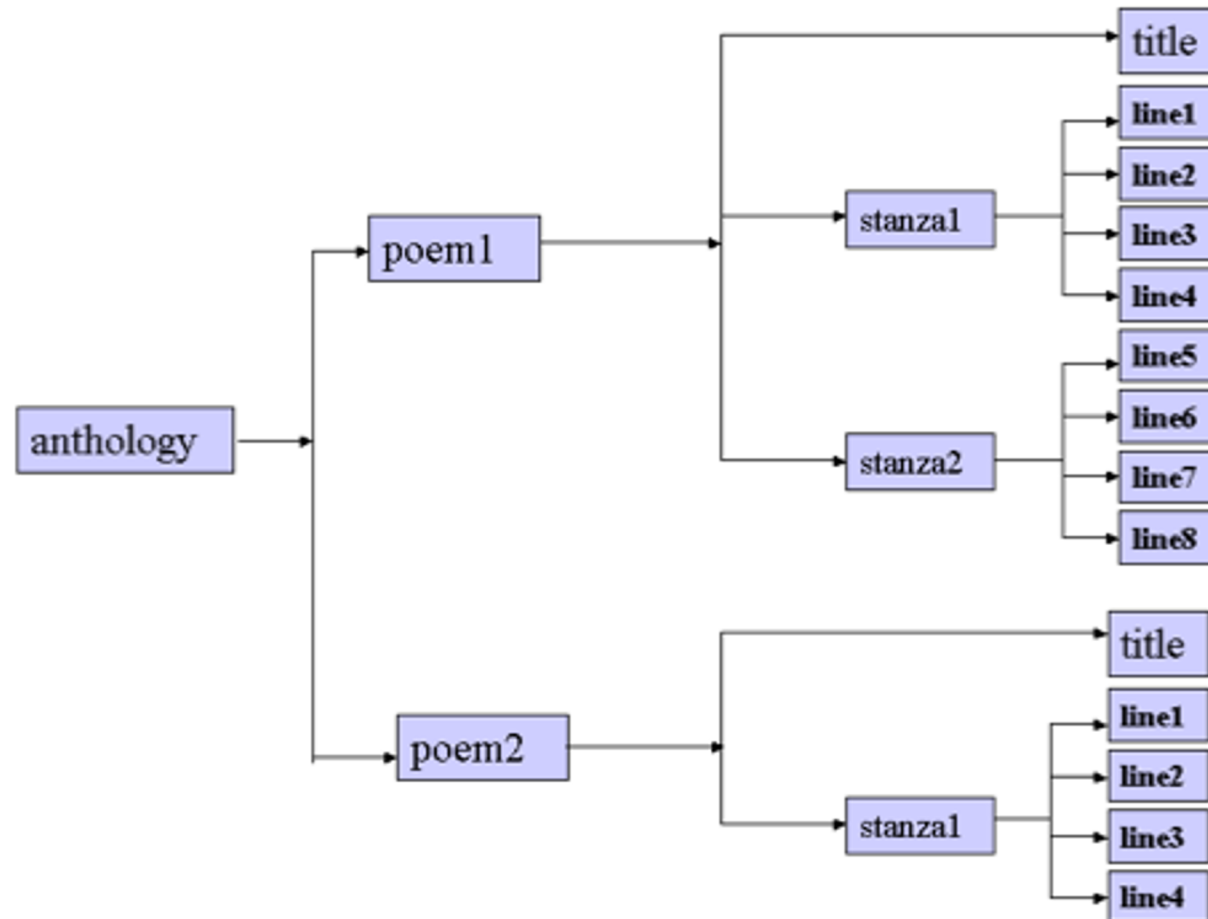 title
line1
line2
poem1
stanza1
line3
line4
line5
line6
anthology
stanza2
line7
line8
title
line1
poem2
line2
stanza1
line3
line4